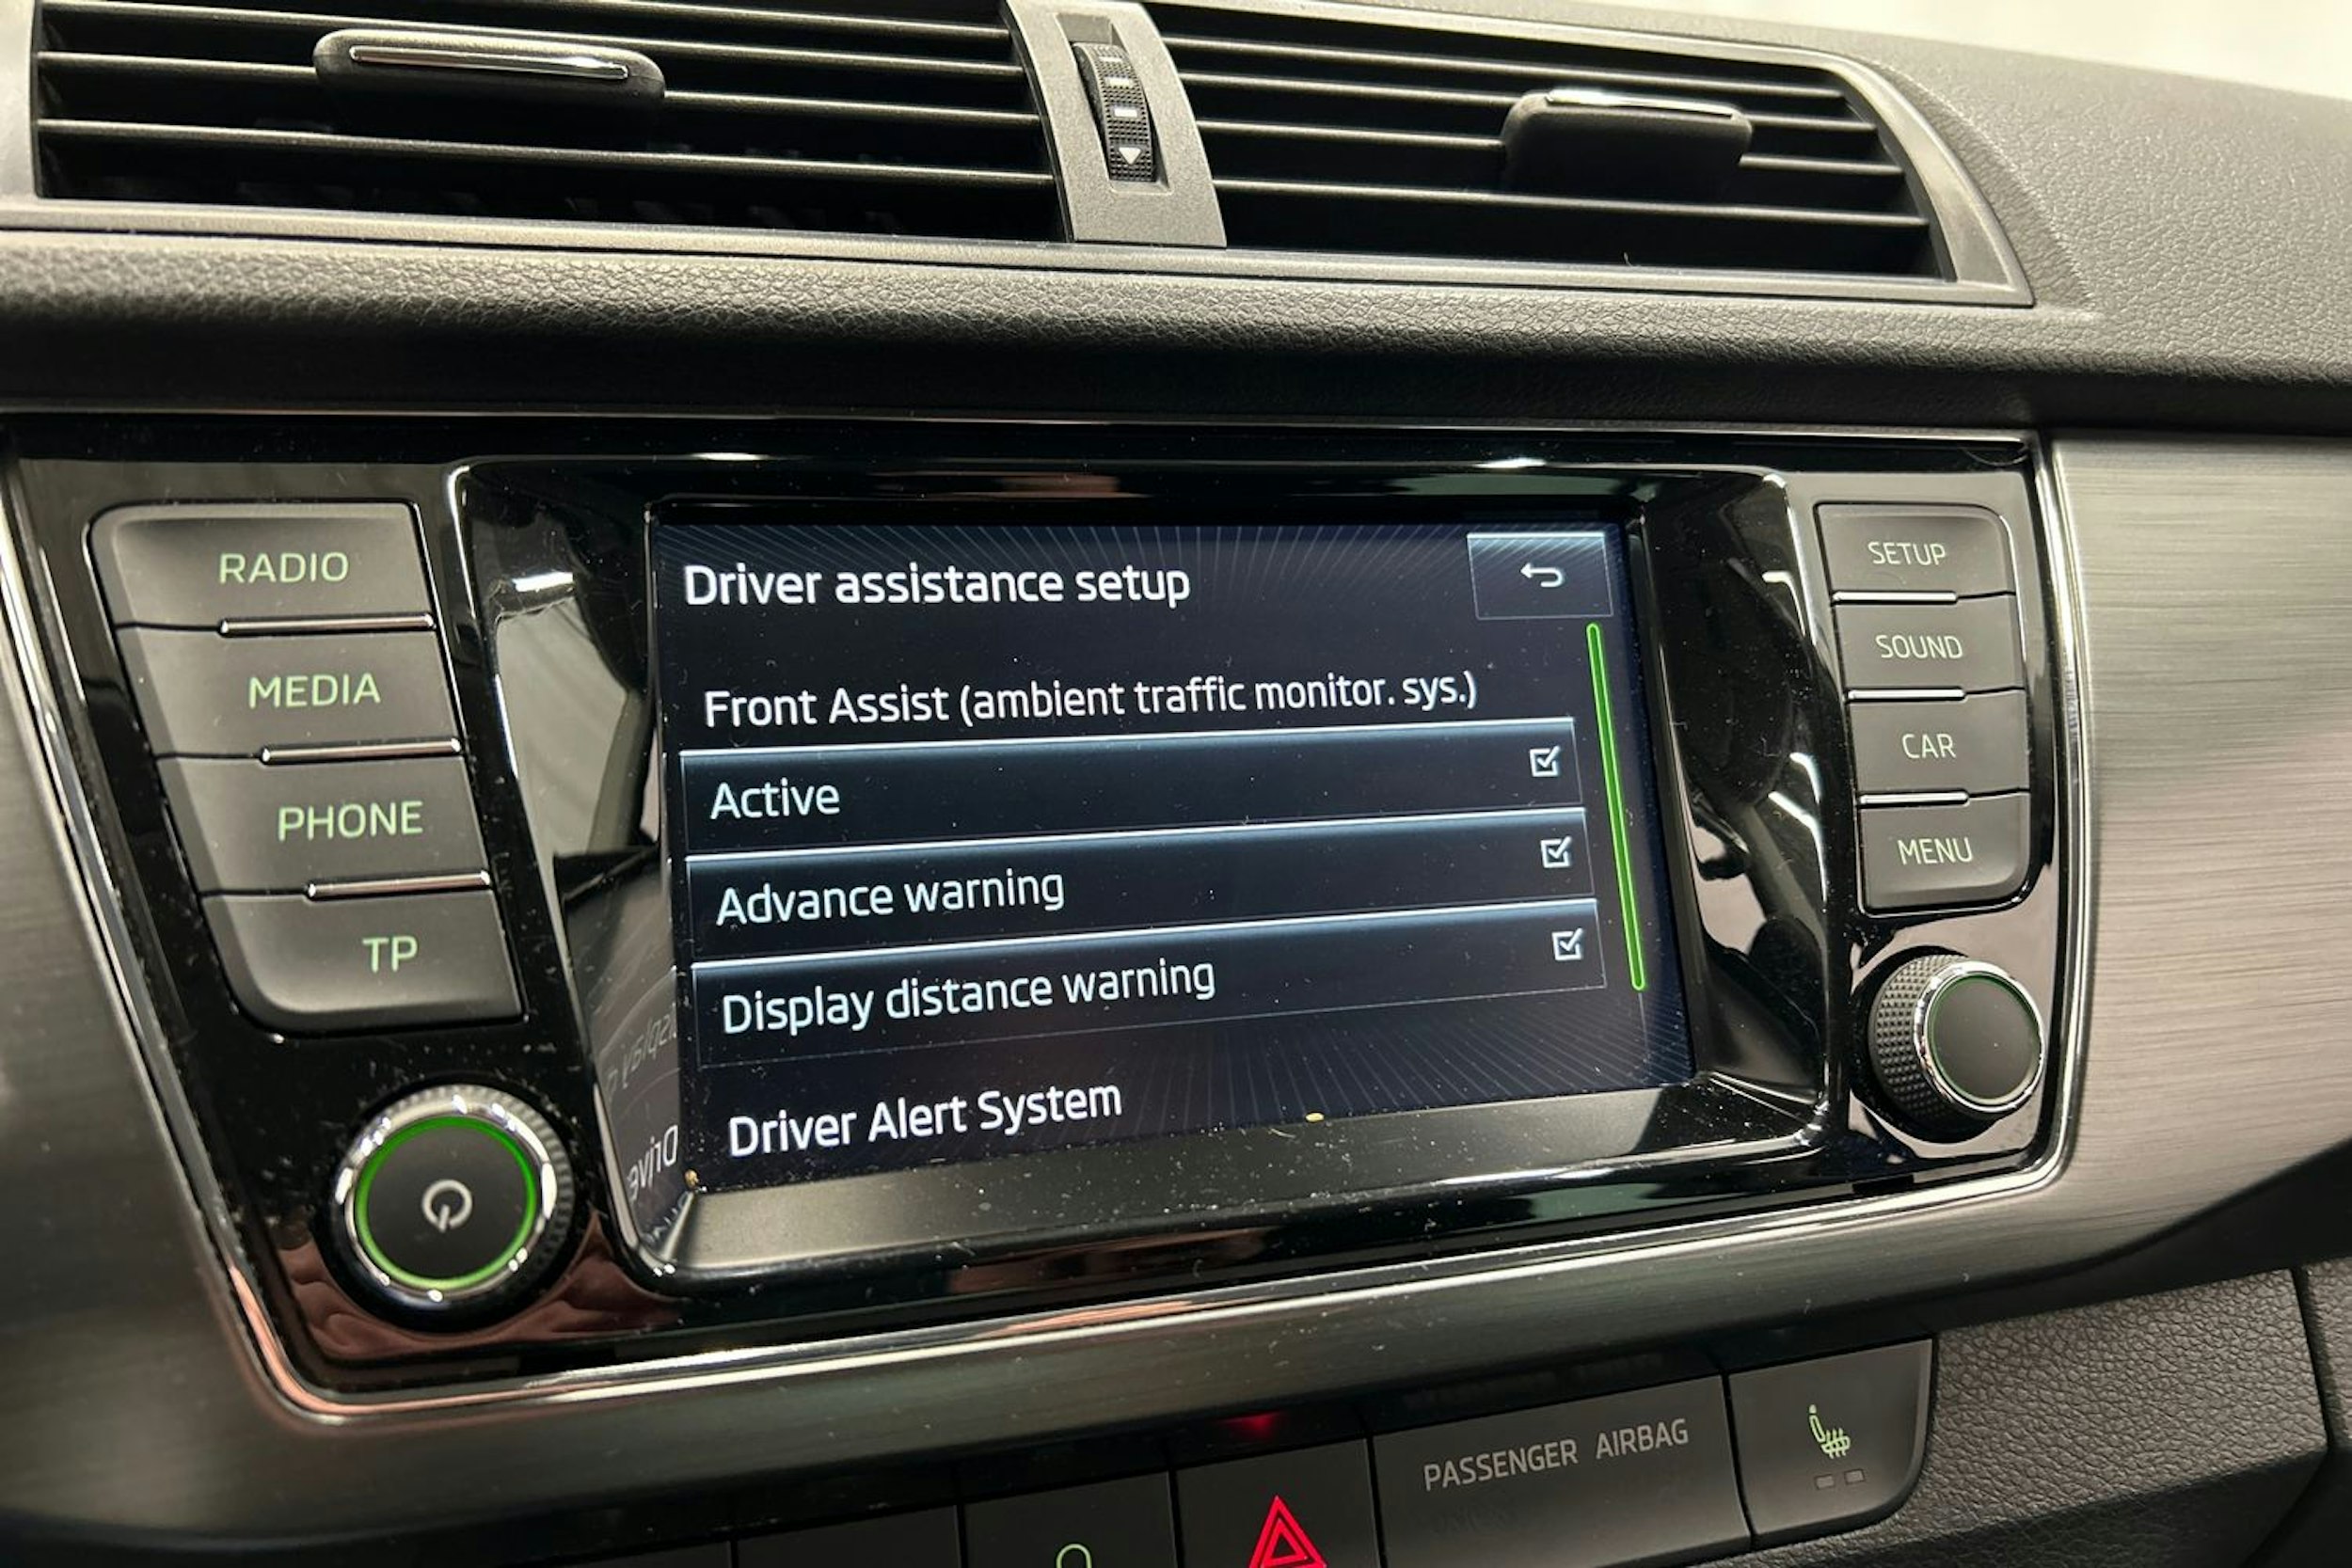 RADIO
MEDIA
PHONE
TP
Driver assistance setup
Front Assist (ambient traffic monitor. sys.)
Active
Advance warning
Display distance warning
Driver Alert System
SETUP
SOUND
CAR
MENU
PASSENGER AIRBAG